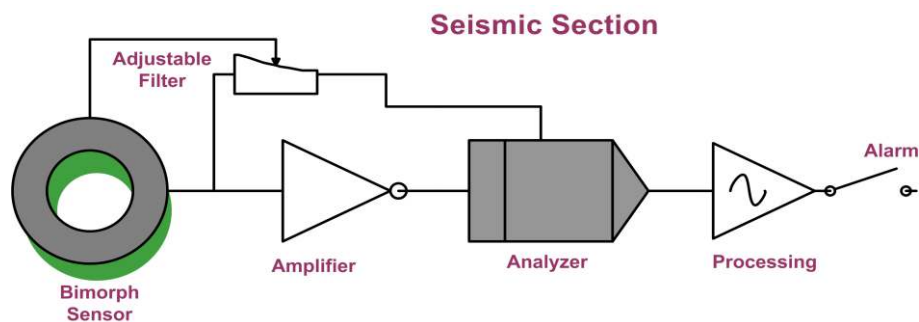 Seismic Section
Adjustable
Filter
Alarm
Amplifier
Analyzer
Processing
Bimorph
Sensor